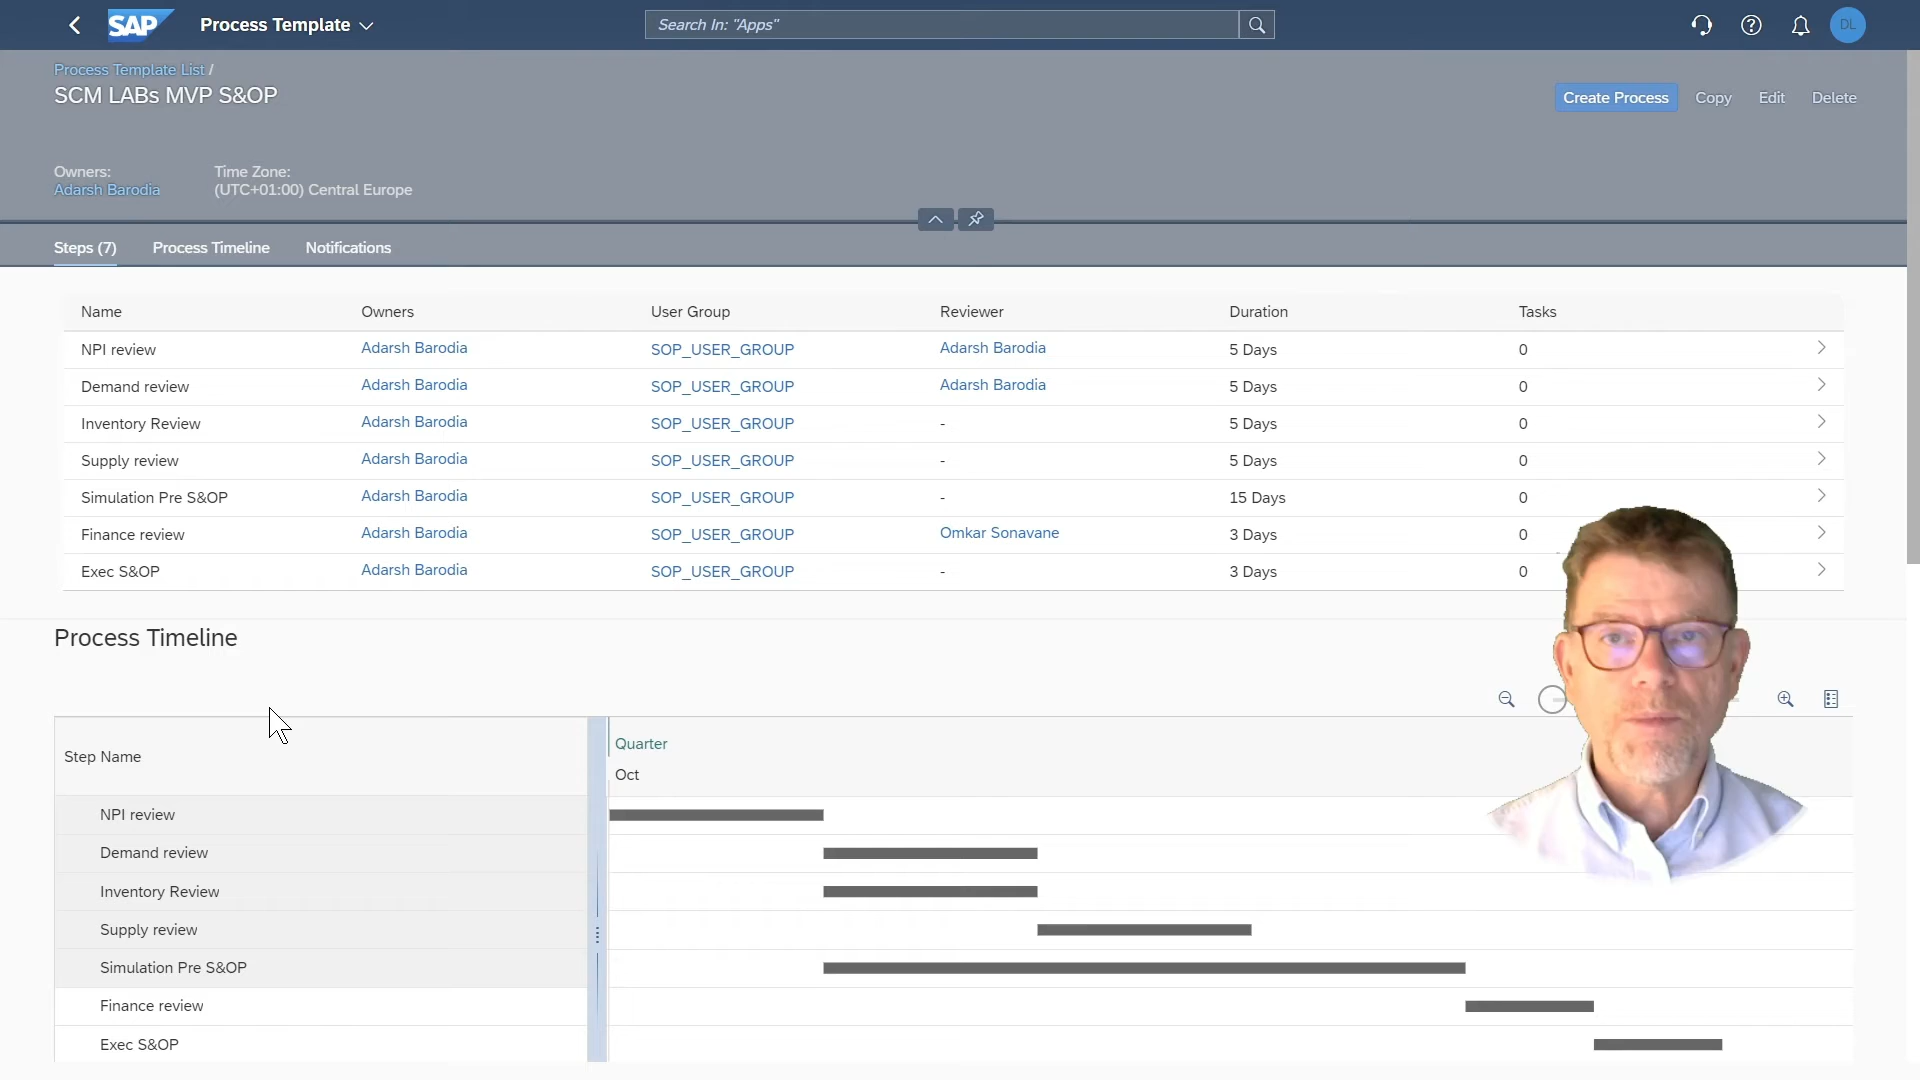 SAP Process Template Search In: "Apps" DL
Process Template List /
SCM LABs MVP S&OP
Create Process Copy Edit Delete
Owners: Time Zone:
Adarsh Barodia (UTC+01:00) Central Europe
Steps (7) Process Timeline Notifications
Name Owners User Group Reviewer Duration Tasks
NPI review Adarsh Barodia SOP_USER_GROUP Adarsh Barodia 5 Days 0
Demand review Adarsh Barodia SOP_USER_GROUP Adarsh Barodia 5 Days 0
Inventory Review Adarsh Barodia SOP_USER_GROUP - 5 Days 0
Supply review Adarsh Barodia SOP_USER_GROUP - 5 Days 0
Simulation Pre S&OP Adarsh Barodia SOP_USER_GROUP - 15 Days 0
Finance review Adarsh Barodia SOP_USER_GROUP Omkar Sonavane 3 Days 0
Exec S&OP Adarsh Barodia SOP_USER_GROUP - 3 Days 0
Process Timeline
Step Name
Quarter
Oct
NPI review
Demand review
Inventory Review
Supply review
Simulation Pre S&OP
Finance review
Exec S&OP